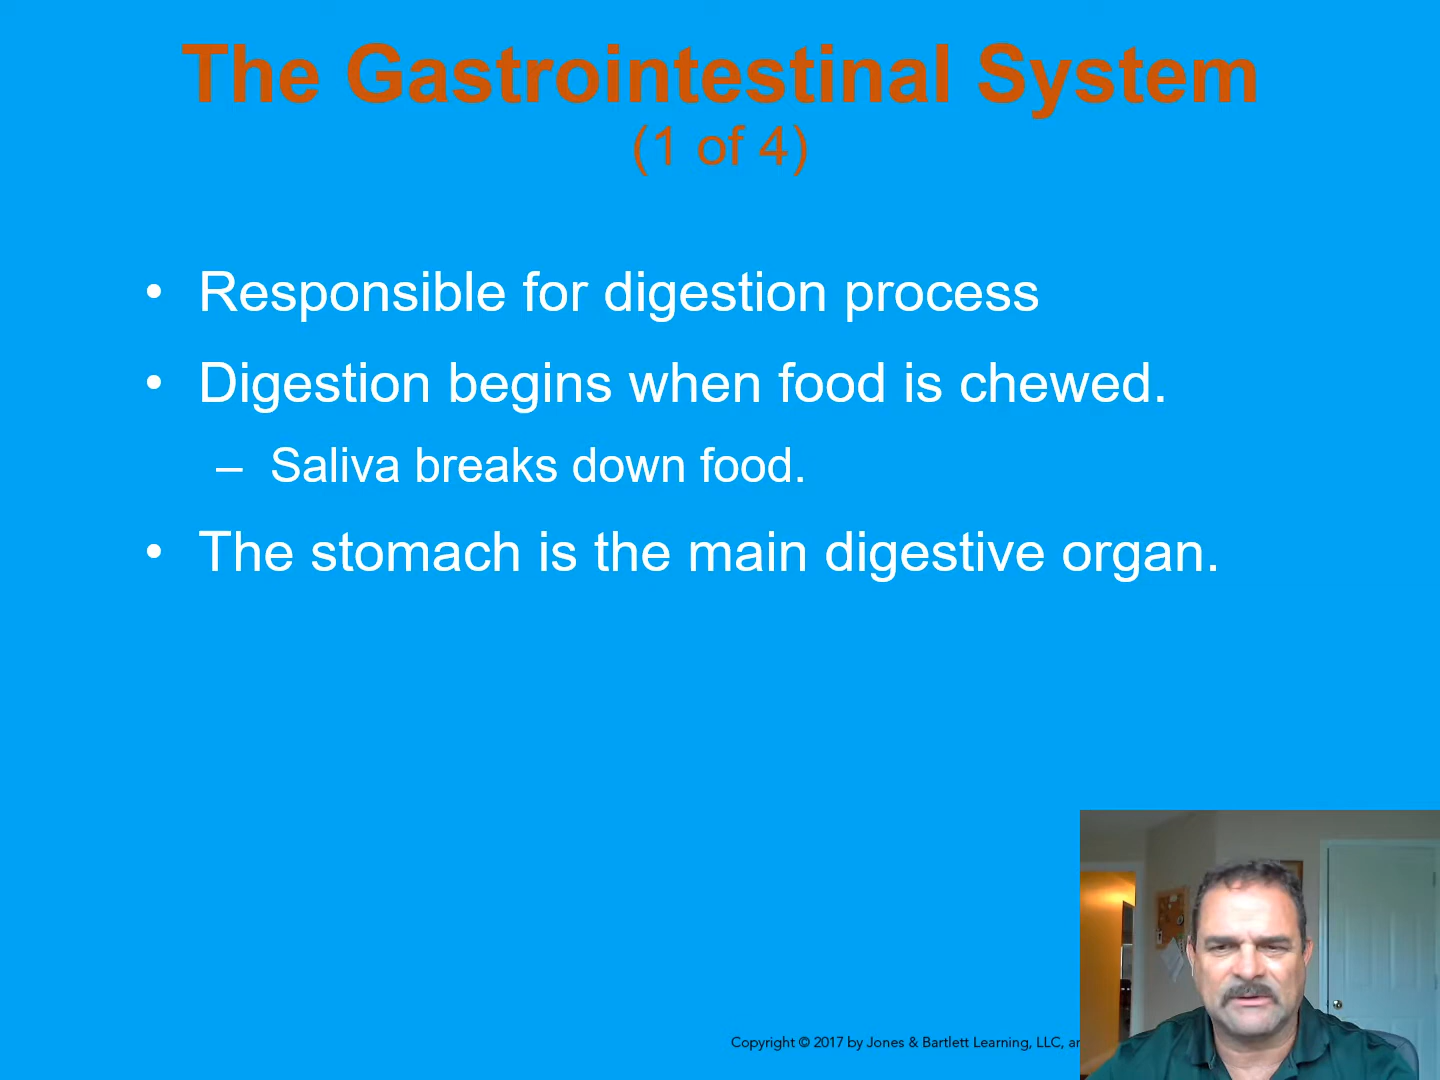 The Gastrointestinal System
(1 of 4)
• Responsible for digestion process
• Digestion begins when food is chewed.
– Saliva breaks down food.
• The stomach is the main digestive organ.
Copyright © 2017 by Jones & Bartlett Learning, LLC,